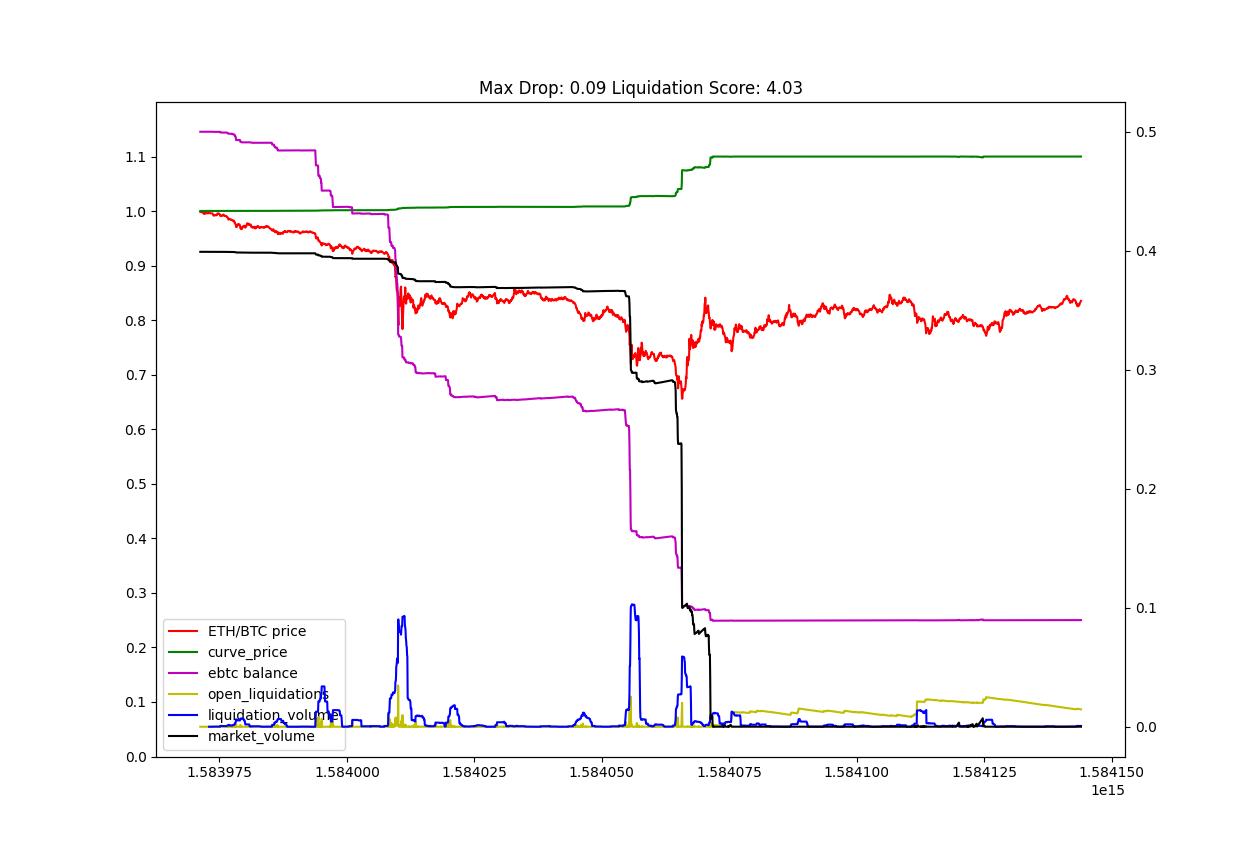 Max Drop: 0.09 Liquidation Score: 4.03
1.1
1.0
0.9
0.8
0.7
0.6
0.5
0.4
0.3
0.2
0.1
0.0
0.5
0.4
0.3
0.2
0.1
0.0
ETH/BTC price
curve_price
ebtc balance
open_liquidations
liquidation_volume
market_volume
1.583975 1.584000 1.584025 1.584050 1.584075 1.584100 1.584125 1.584150
1e15